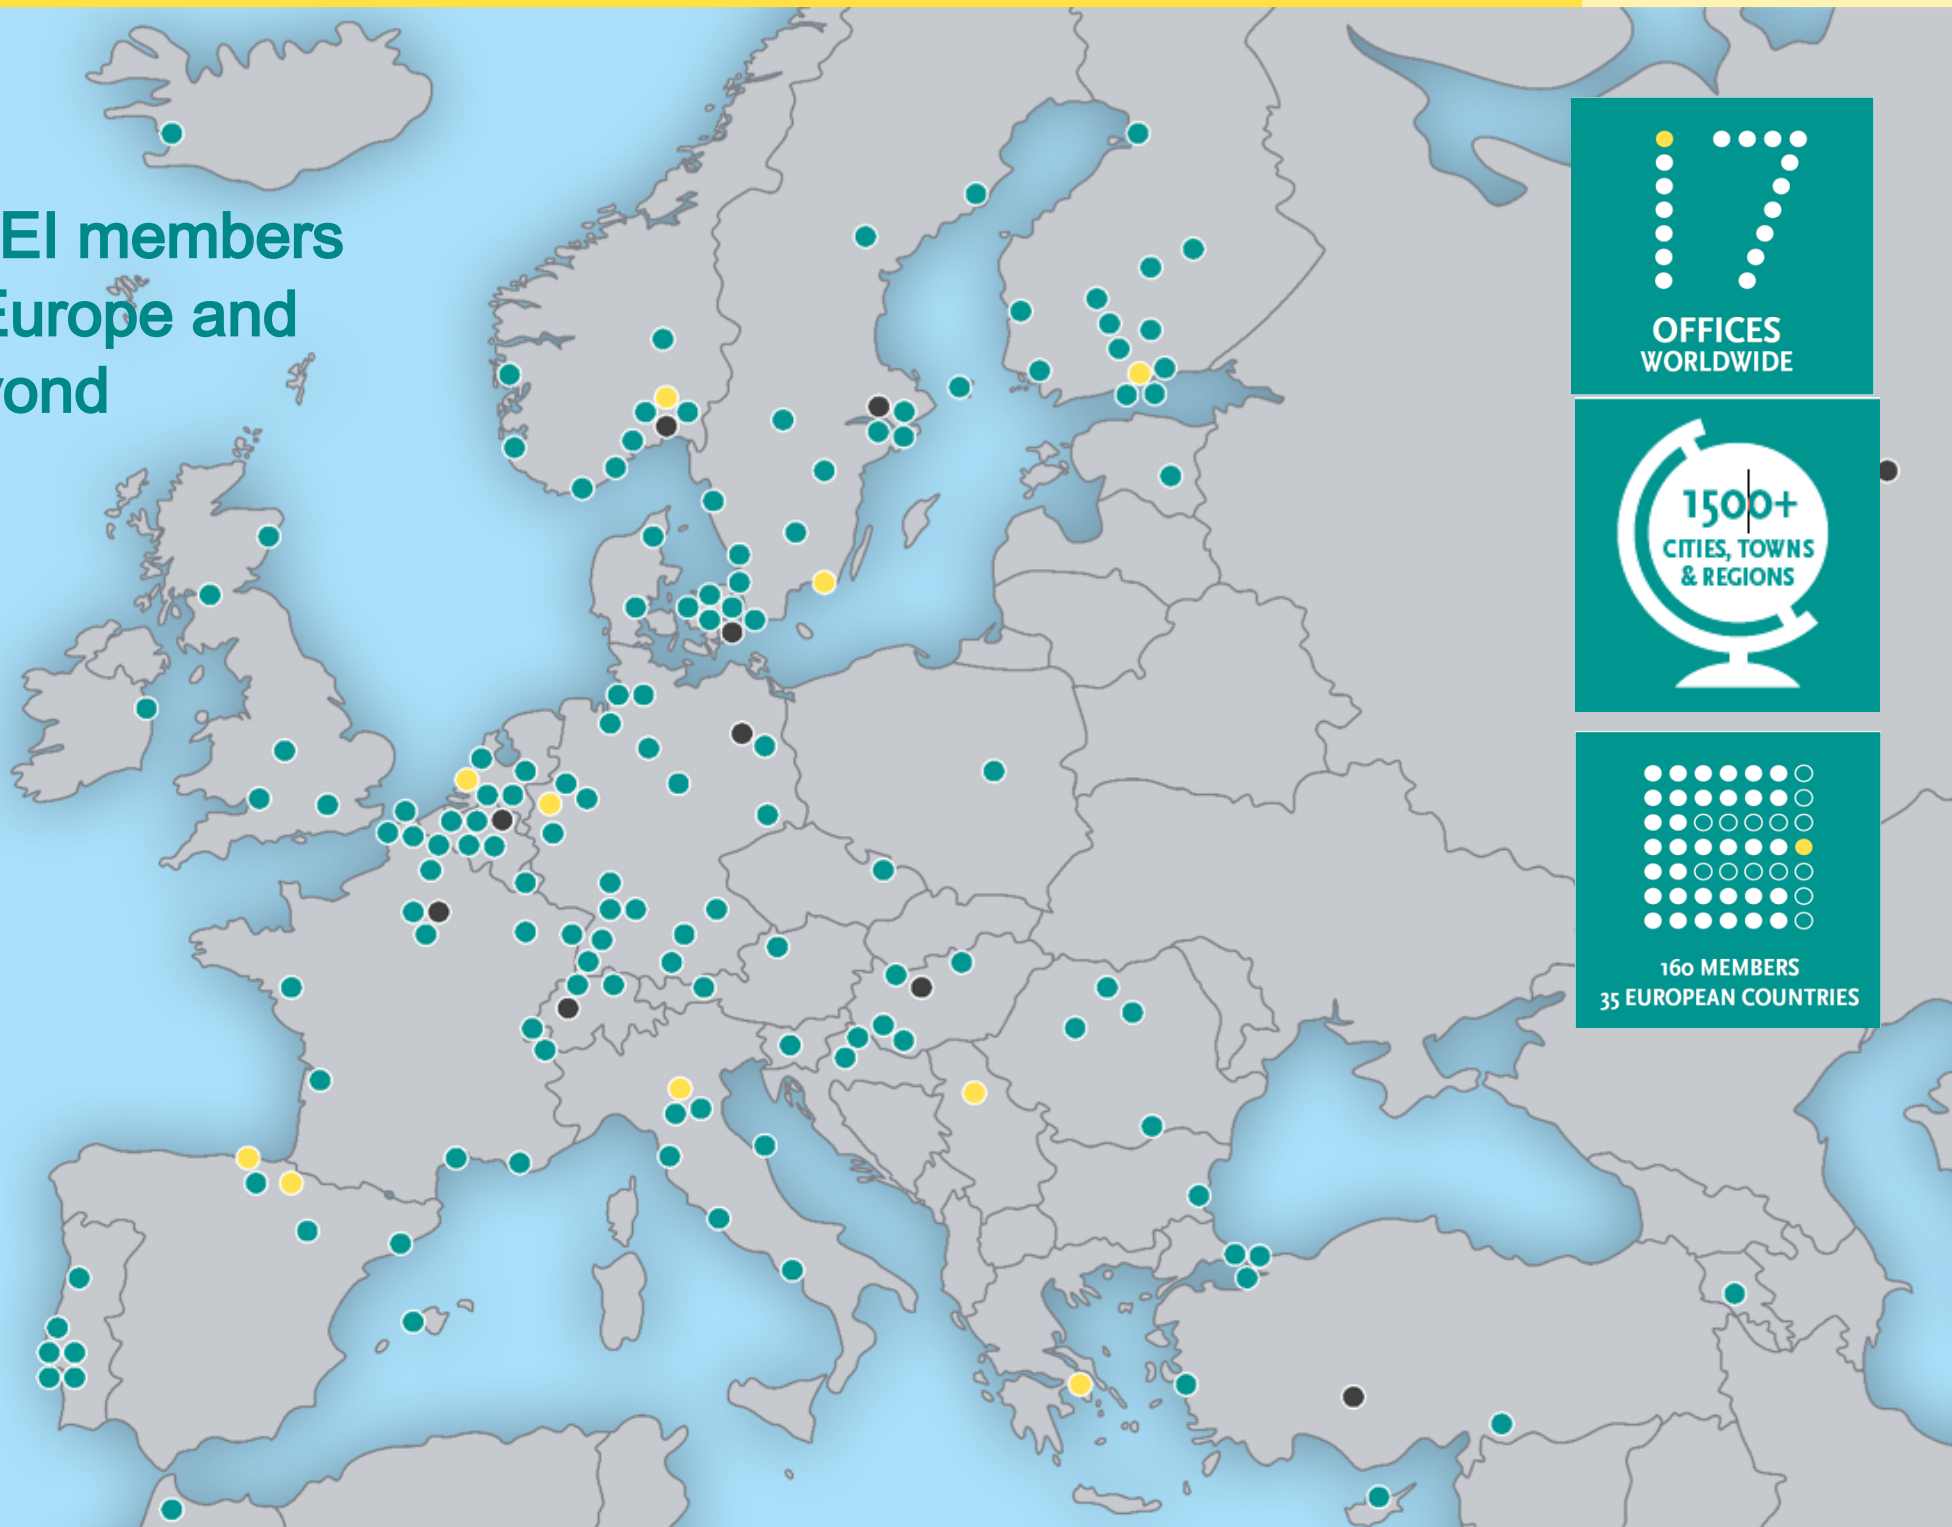 EI members
Europe and
ond
17
OFFICES
WORLDWIDE
1500+
CITIES, TOWNS
& REGIONS
160 MEMBERS
35 EUROPEAN COUNTRIES